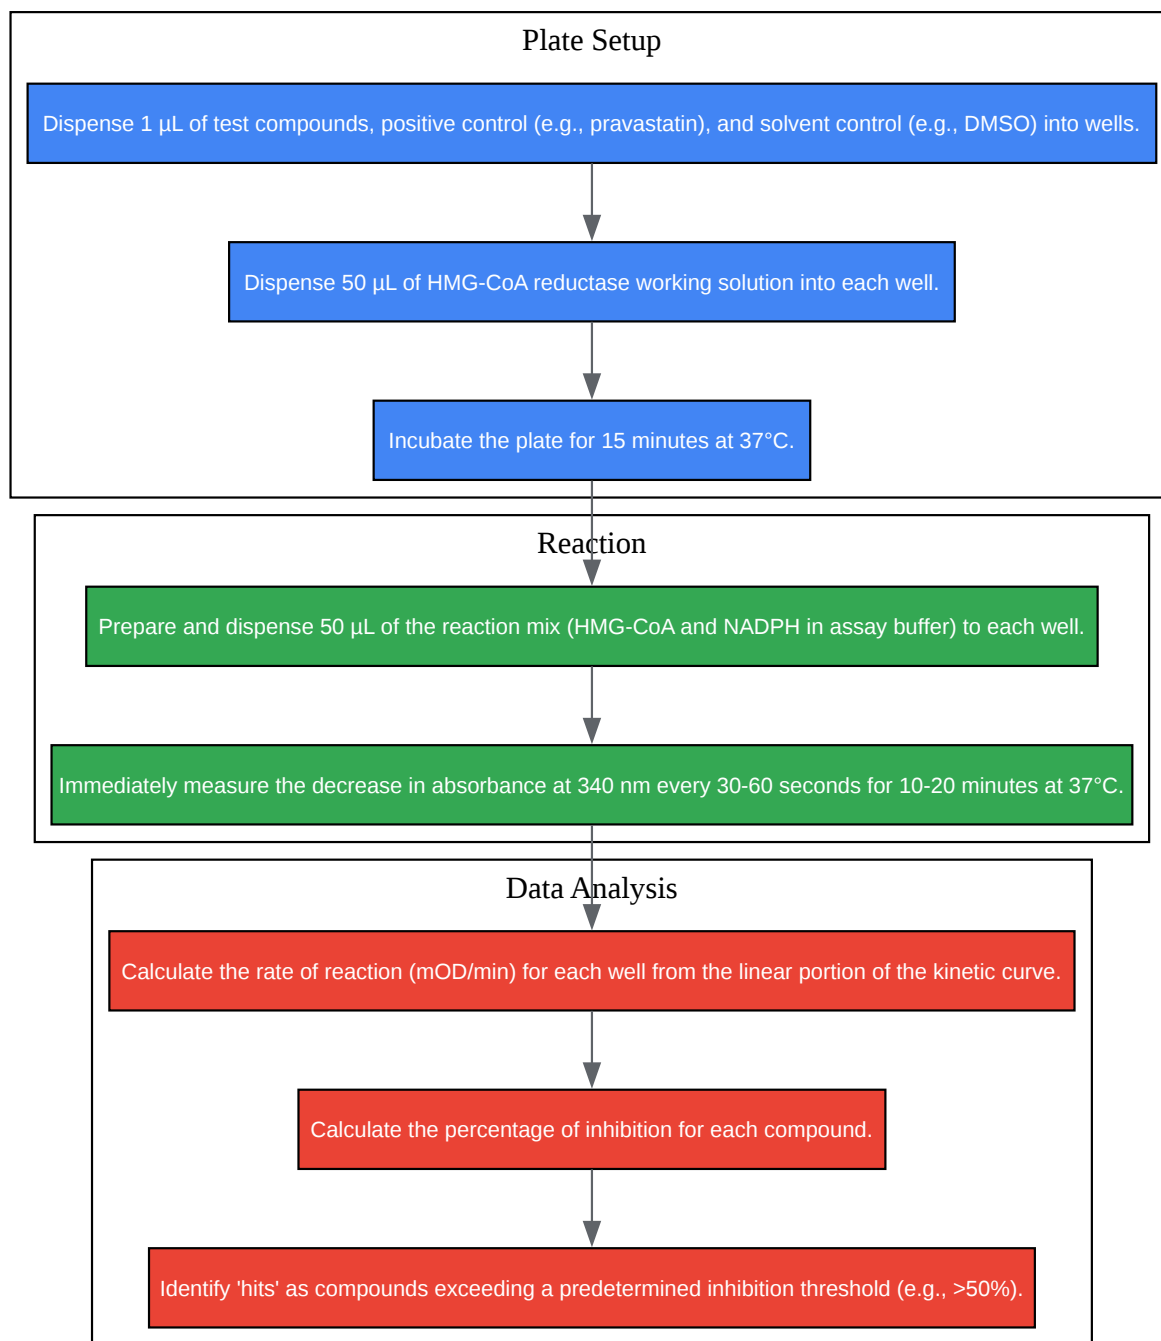 Plate Setup
Dispense 1 µL of test compounds, positive control (e.g., pravastatin), and solvent control (e.g., DMSO) into wells.
Dispense 50 µL of HMG-CoA reductase working solution into each well.
Incubate the plate for 15 minutes at 37°C.
Reaction
Prepare and dispense 50 µL of the reaction mix (HMG-CoA and NADPH in assay buffer) to each well.
Immediately measure the decrease in absorbance at 340 nm every 30-60 seconds for 10-20 minutes at 37°C.
Data Analysis
Calculate the rate of reaction (mOD/min) for each well from the linear portion of the kinetic curve.
Calculate the percentage of inhibition for each compound.
Identify 'hits' as compounds exceeding a predetermined inhibition threshold (e.g., >50%).